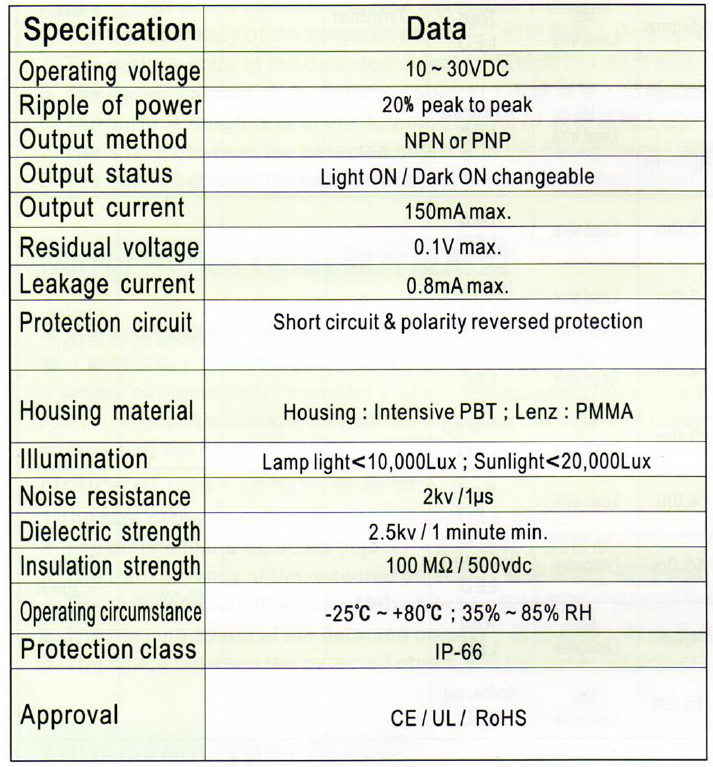 Specification Data
Operating voltage 10 ~ 30VDC
Ripple of power 20% peak to peak
Output method NPN or PNP
Output status Light ON / Dark ON changeable
Output current 150mA max.
Residual voltage 0.1V max.
Leakage current 0.8mA max.
Protection circuit Short circuit & polarity reversed protection
Housing material Housing : Intensive PBT ; Lenz : PMMA
Illumination Lamp light<10,000Lux ; Sunlight<20,000Lux
Noise resistance 2kv /1μs
Dielectric strength 2.5kv / 1 minute min.
Insulation strength 100 MΩ / 500vdc
Operating circumstance -25℃ ~ +80℃ ; 35% ~ 85% RH
Protection class IP-66
Approval CE / UL / RoHS